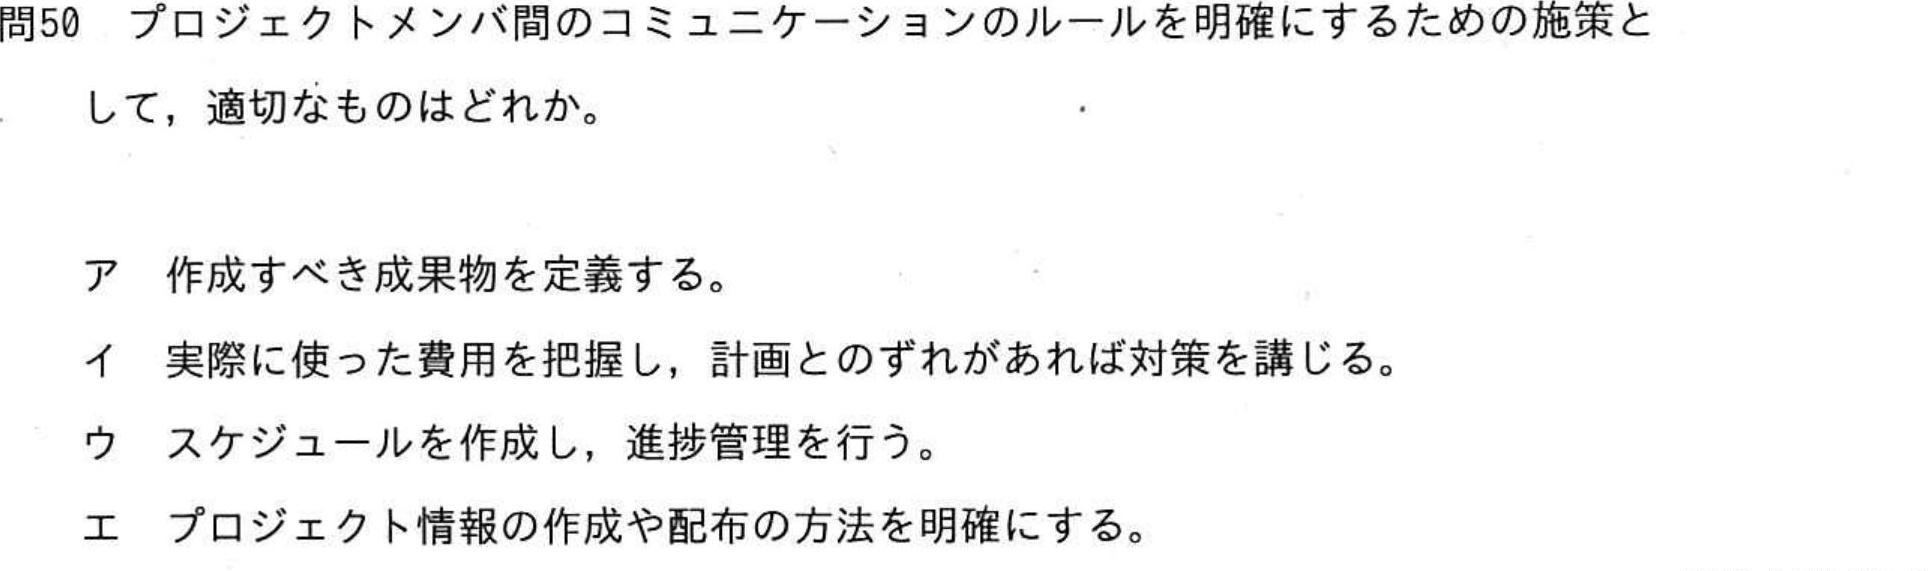 問50　プロジェクトメンバ間のコミュニケーションのルールを明確にするための施策と
して，適切なものはどれか。
ア　作成すべき成果物を定義する。
イ　実際に使った費用を把握し，計画とのずれがあれば対策を講じる。
ウ　スケジュールを作成し，進捗管理を行う。
エ　プロジェクト情報の作成や配布の方法を明確にする。